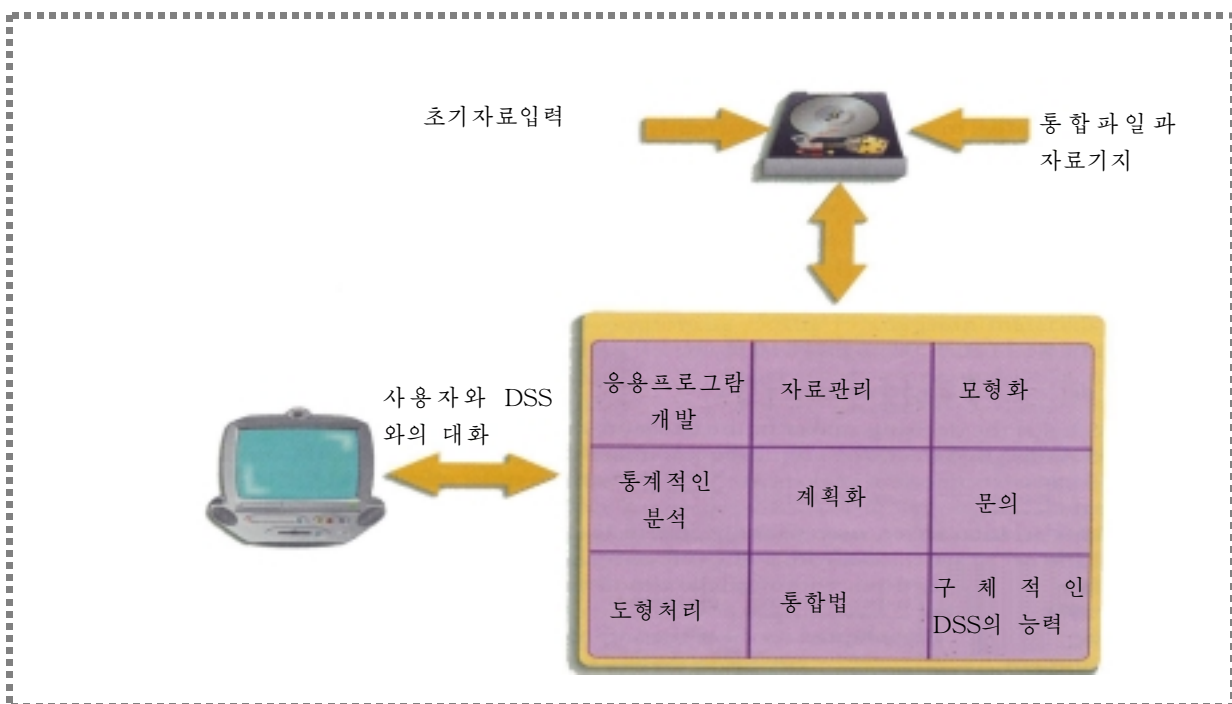 초기자료입력
통합파일과
자료기지
사용자와 DSS
와의 대화
응용프로그람
개발
자료관리
모형화
통계적인
분석
계획화
문의
도형처리
통합법
구체적인
DSS의 능력